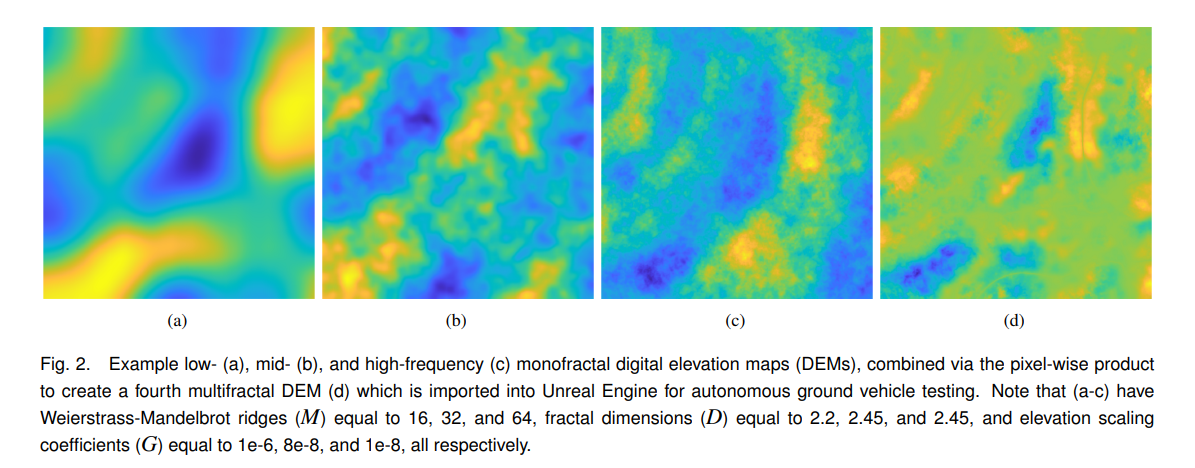 (a) (b) (c) (d)
Fig. 2. Example low- (a), mid- (b), and high-frequency (c) monofractal digital elevation maps (DEMs), combined via the pixel-wise product
to create a fourth multifractal DEM (d) which is imported into Unreal Engine for autonomous ground vehicle testing. Note that (a-c) have
Weierstrass-Mandelbrot ridges (M) equal to 16, 32, and 64, fractal dimensions (D) equal to 2.2, 2.45, and 2.45, and elevation scaling
coefficients (G) equal to 1e-6, 8e-8, and 1e-8, all respectively.